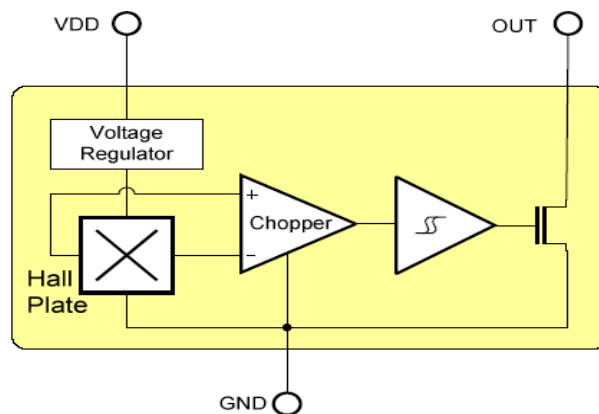 VDD
OUT
Voltage
Regulator
+
Chopper
−
Hall
Plate
GND